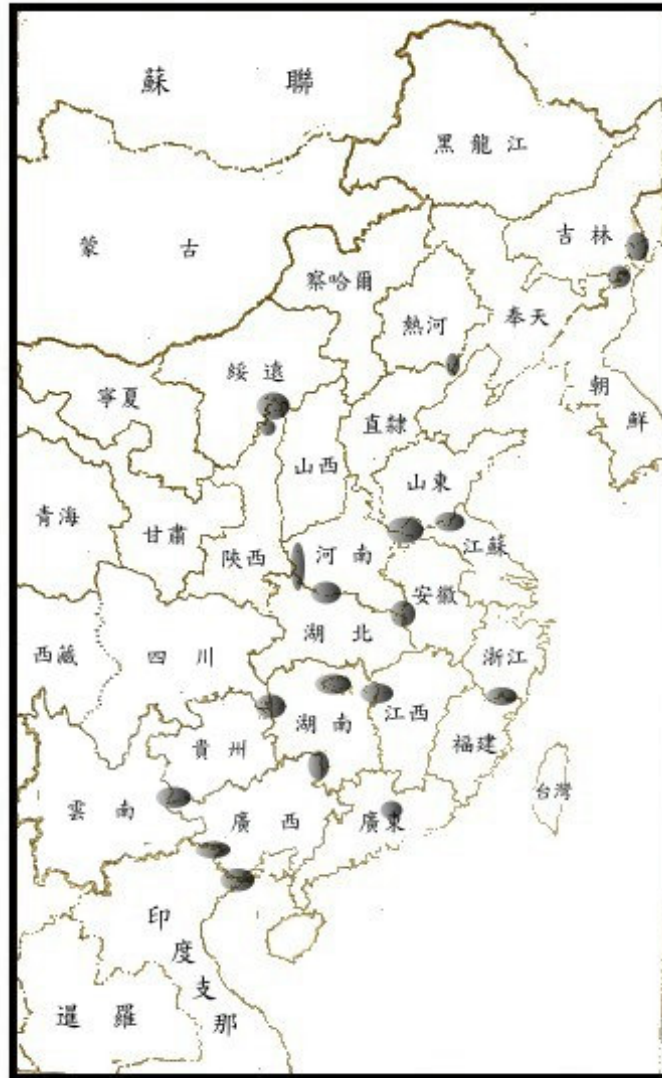 蘇聯
黑龍江
吉林
蒙古
察哈爾
熱河
奉天
綏遠
寧夏
朝鮮
直隸
山西
山東
青海
甘肅
陝西
河南
江蘇
安徽
湖北
西藏
四川
浙江
湖南
江西
貴州
福建
雲南
廣西
廣東
台灣
印度支那
暹羅